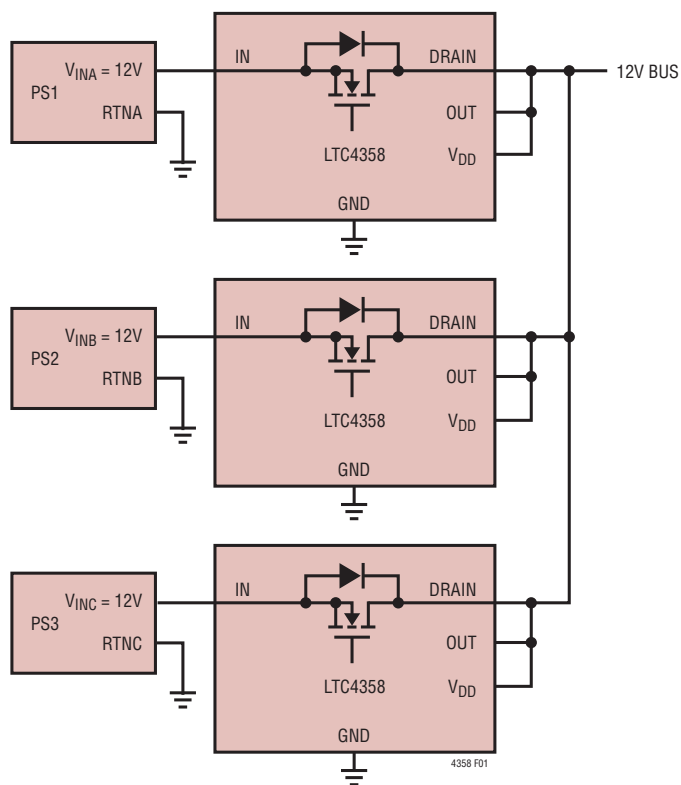 V_INA = 12V
PS1
RTNA
IN
DRAIN
12V BUS
OUT
LTC4358
V_DD
GND
V_INB = 12V
PS2
RTNB
IN
DRAIN
OUT
LTC4358
V_DD
GND
V_INC = 12V
PS3
RTNC
IN
DRAIN
OUT
LTC4358
V_DD
GND
4358 F01